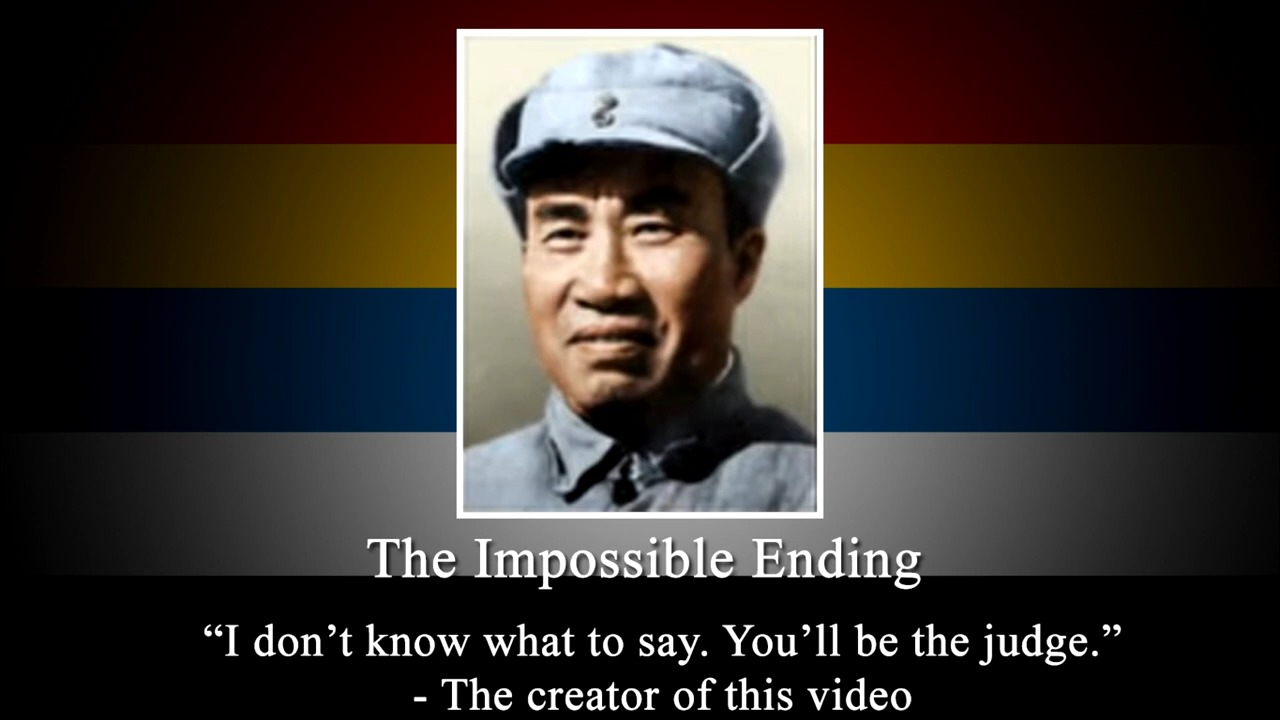 The Impossible Ending
“I don’t know what to say. You’ll be the judge.”
- The creator of this video